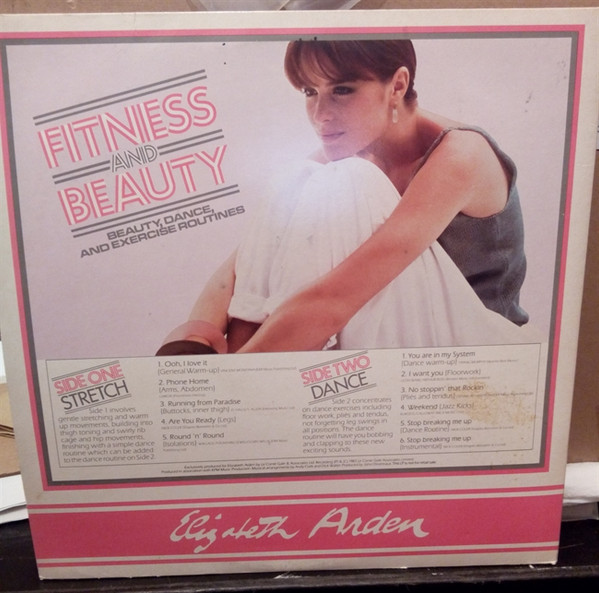 FITNESS
AND
BEAUTY
BEAUTY, DANCE,
AND EXERCISE ROUTINES
SIDE ONE
STRETCH
Side 1 involves
gentle stretching and warm
up movements, building into
thigh toning and swirly rib
cage and hip movements,
finishing with a simple dance
routine which can be added
to the dance routine on Side 2
1. Ooh, I love it
(General Warm-up)
2. Phone Home
(Arms, Abdomen)
3. Running from Paradise
(Buttocks, inner thigh)
4. Are You Ready (Legs)
5. 'Round 'n' Round
(Isolations)
SIDE TWO
DANCE
Side 2 concentrates
on dance exercises including
floor work, plies and tendus,
not forgetting big swings in
all positions. The dance
routine will have you bobbing
and clapping to these new
exciting sounds.
1. You are in my System
(Dance warm-up)
2. I want you (Floorwork)
3. No stoppin' that Rockin'
(Plies and tendus)
4. Weekend (Jazz Kicks)
5. Stop breaking me up
(Dance Routine)
6. Stop breaking me up
(Instrumental)
Elizabeth Arden